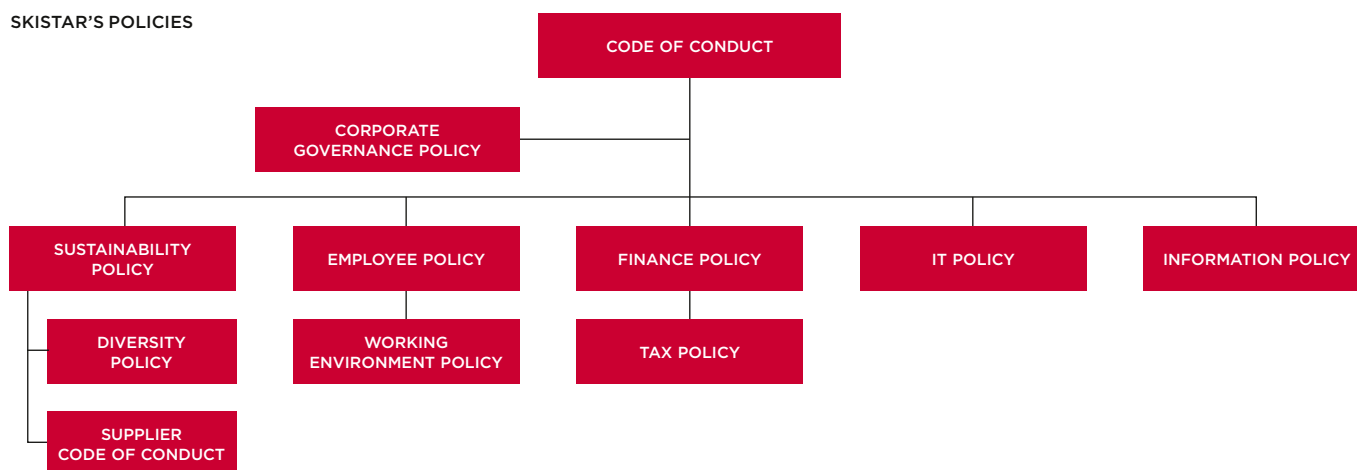 SKISTAR'S POLICIES
CODE OF CONDUCT
CORPORATE
GOVERNANCE POLICY
SUSTAINABILITY
POLICY
EMPLOYEE POLICY
FINANCE POLICY
IT POLICY
INFORMATION POLICY
DIVERSITY
POLICY
WORKING
ENVIRONMENT POLICY
TAX POLICY
SUPPLIER
CODE OF CONDUCT